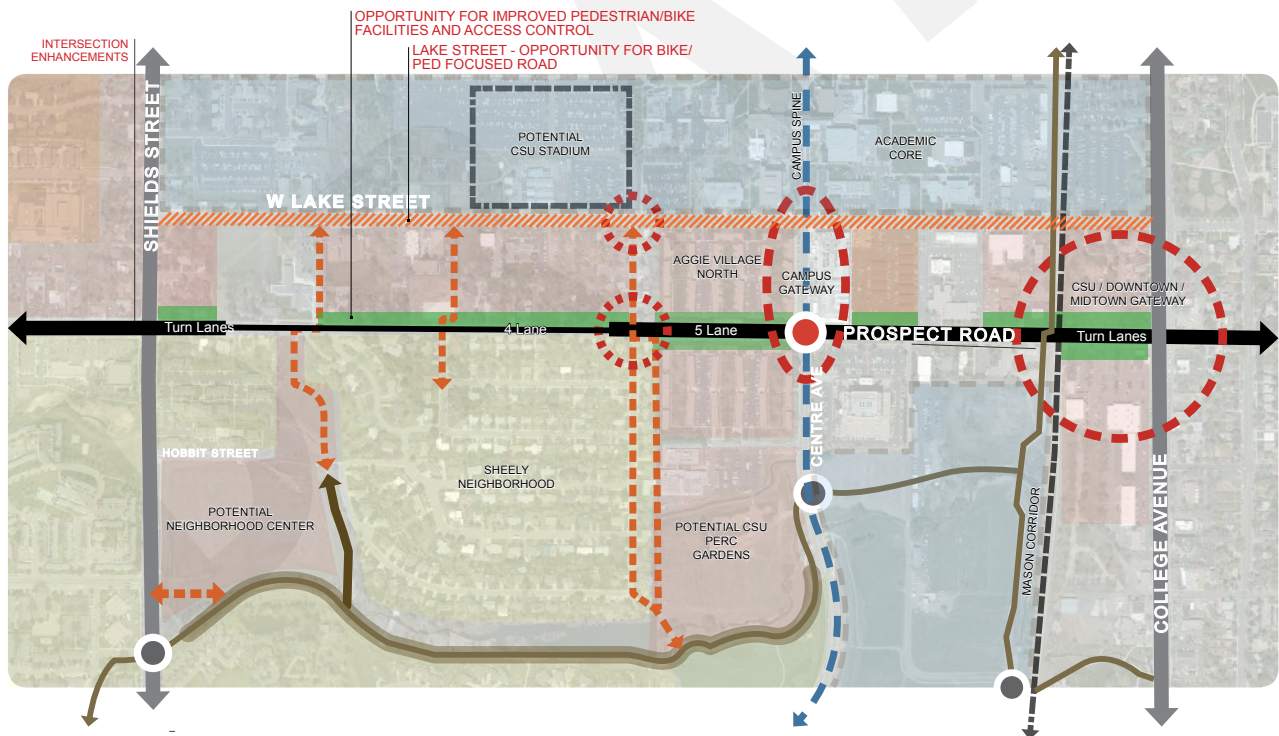 OPPORTUNITY FOR IMPROVED PEDESTRIAN/BIKE
FACILITIES AND ACCESS CONTROL
INTERSECTION
ENHANCEMENTS
LAKE STREET - OPPORTUNITY FOR BIKE/
PED FOCUSED ROAD
SHIELDS STREET
POTENTIAL
CSU STADIUM
CAMPUS SPINE
ACADEMIC
CORE
W LAKE STREET
AGGIE VILLAGE
NORTH
CAMPUS
GATEWAY
CSU / DOWNTOWN /
MIDTOWN GATEWAY
Turn Lanes
4 Lane
5 Lane
PROSPECT ROAD
Turn Lanes
CENTRE AVE
HOBBIT STREET
SHEELY
NEIGHBORHOOD
POTENTIAL
NEIGHBORHOOD CENTER
POTENTIAL CSU
PERC
GARDENS
MASON CORRIDOR
COLLEGE AVENUE